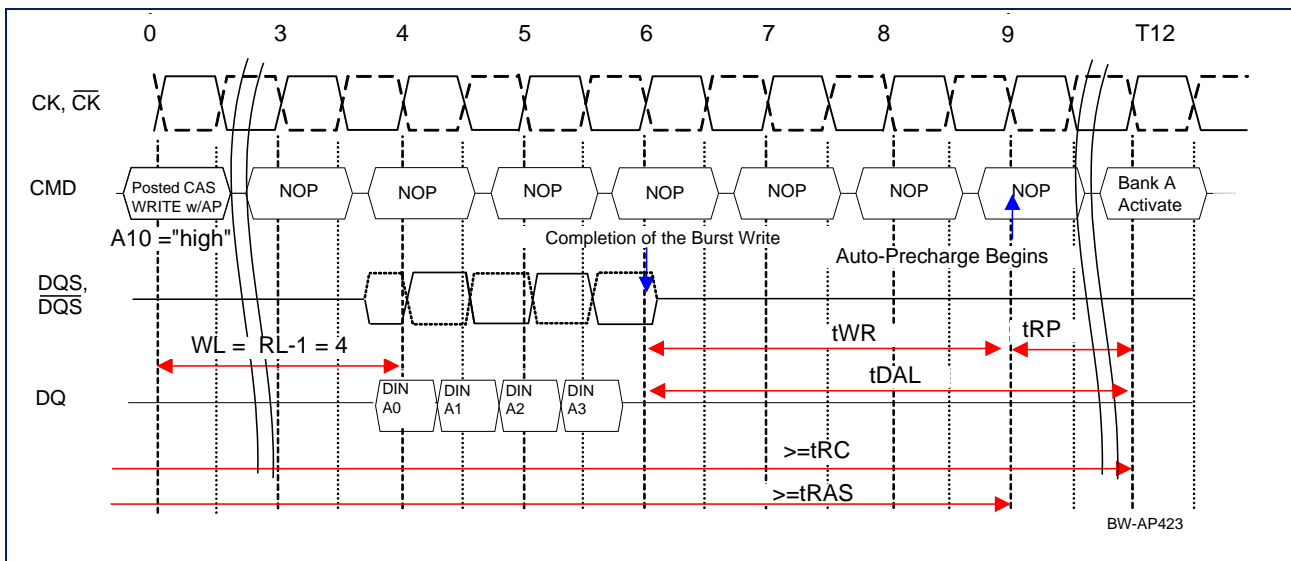 0 3 4 5 6 7 8 9 T12
CK, CK
CMD
Posted CAS
WRITE w/AP
NOP NOP NOP NOP NOP NOP NOP
Bank A
Activate
A10 ="high"
Completion of the Burst Write
Auto-Precharge Begins
DQS,
DQS
WL = RL-1 = 4
tWR
tRP
tDAL
DQ
DIN
A0
DIN
A1
DIN
A2
DIN
A3
>=tRC
>=tRAS
BW-AP423